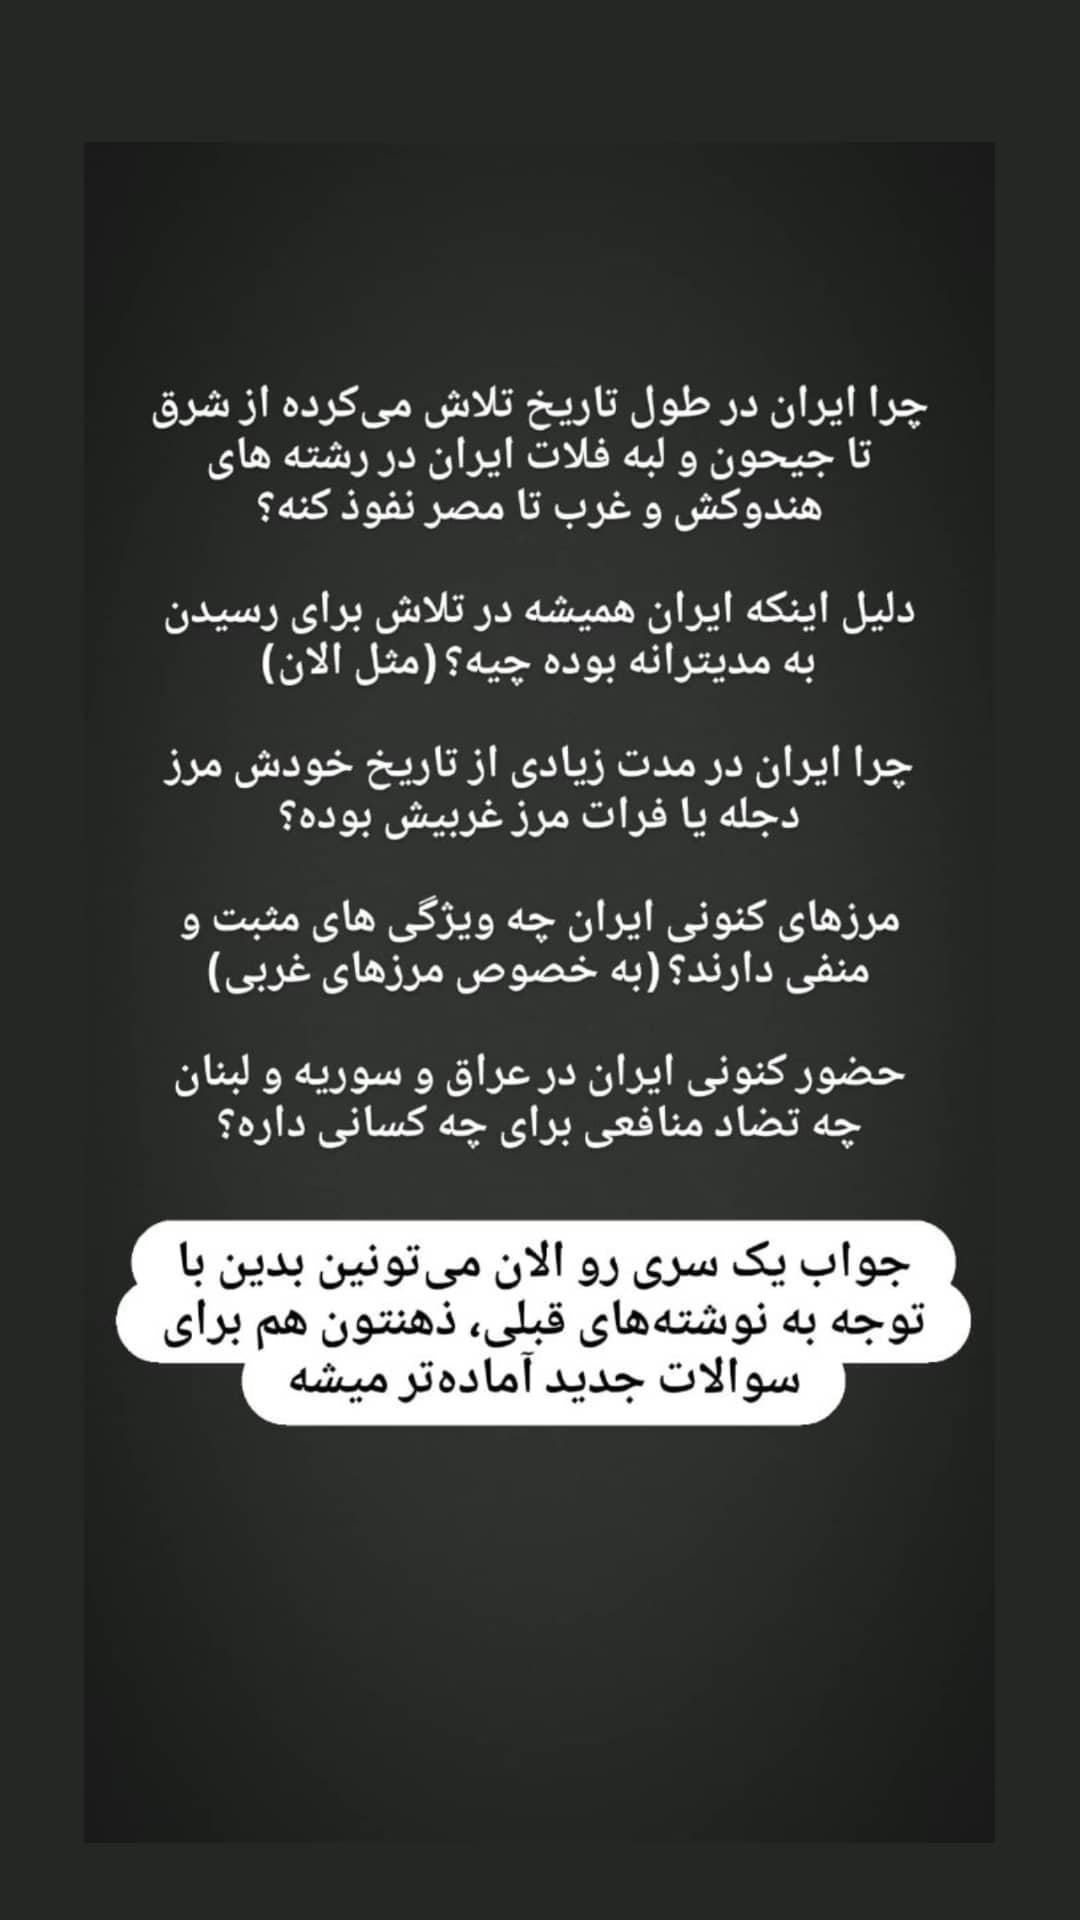 چرا ایران در طول تاریخ تلاش می‌کرده از شرق
تا جیحون و لبه فلات ایران در رشته های
هندوکش و غرب تا مصر نفوذ کنه؟
دلیل اینکه ایران همیشه در تلاش برای رسیدن
به مدیترانه بوده چیه؟ (مثل الان)
چرا ایران در مدت زیادی از تاریخ خودش مرز
دجله یا فرات مرز غربیش بوده؟
مرزهای کنونی ایران چه ویژگی های مثبت و
منفی دارند؟ (به خصوص مرزهای غربی)
حضور کنونی ایران در عراق و سوریه و لبنان
چه تضاد منافعی برای چه کسانی داره؟
جواب یک سری رو الان می‌تونین بدین با
توجه به نوشته‌های قبلی، ذهنتون هم برای
سوالات جدید آماده‌تر میشه